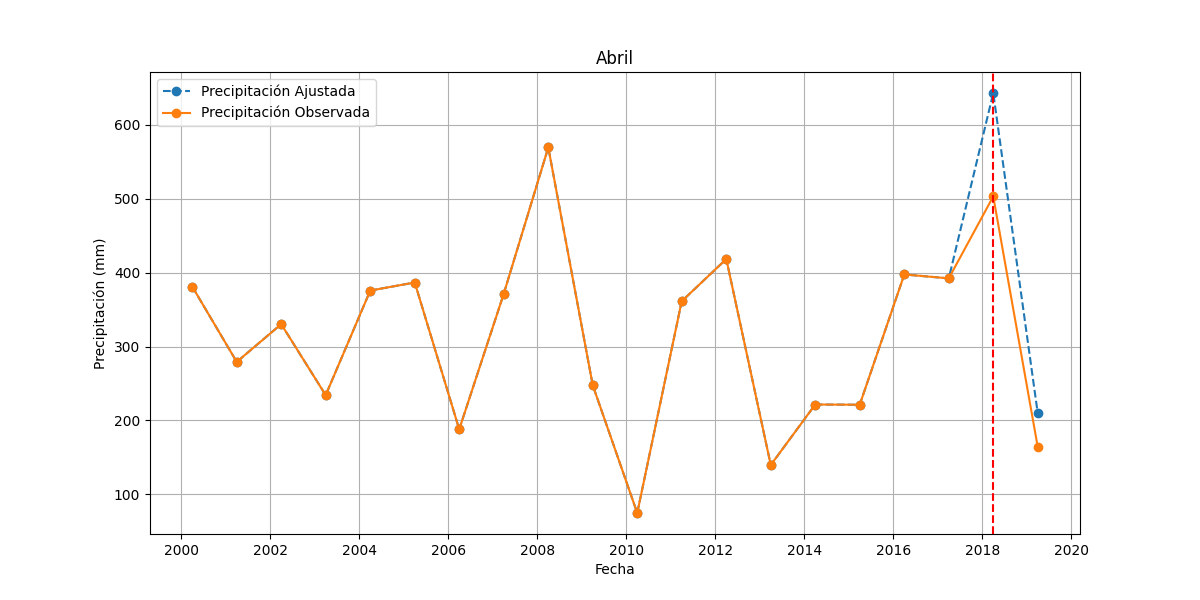 Abril
Precipitación Ajustada
Precipitación Observada
Precipitación (mm)
600
500
400
300
200
100
2000 2002 2004 2006 2008 2010 2012 2014 2016 2018 2020
Fecha